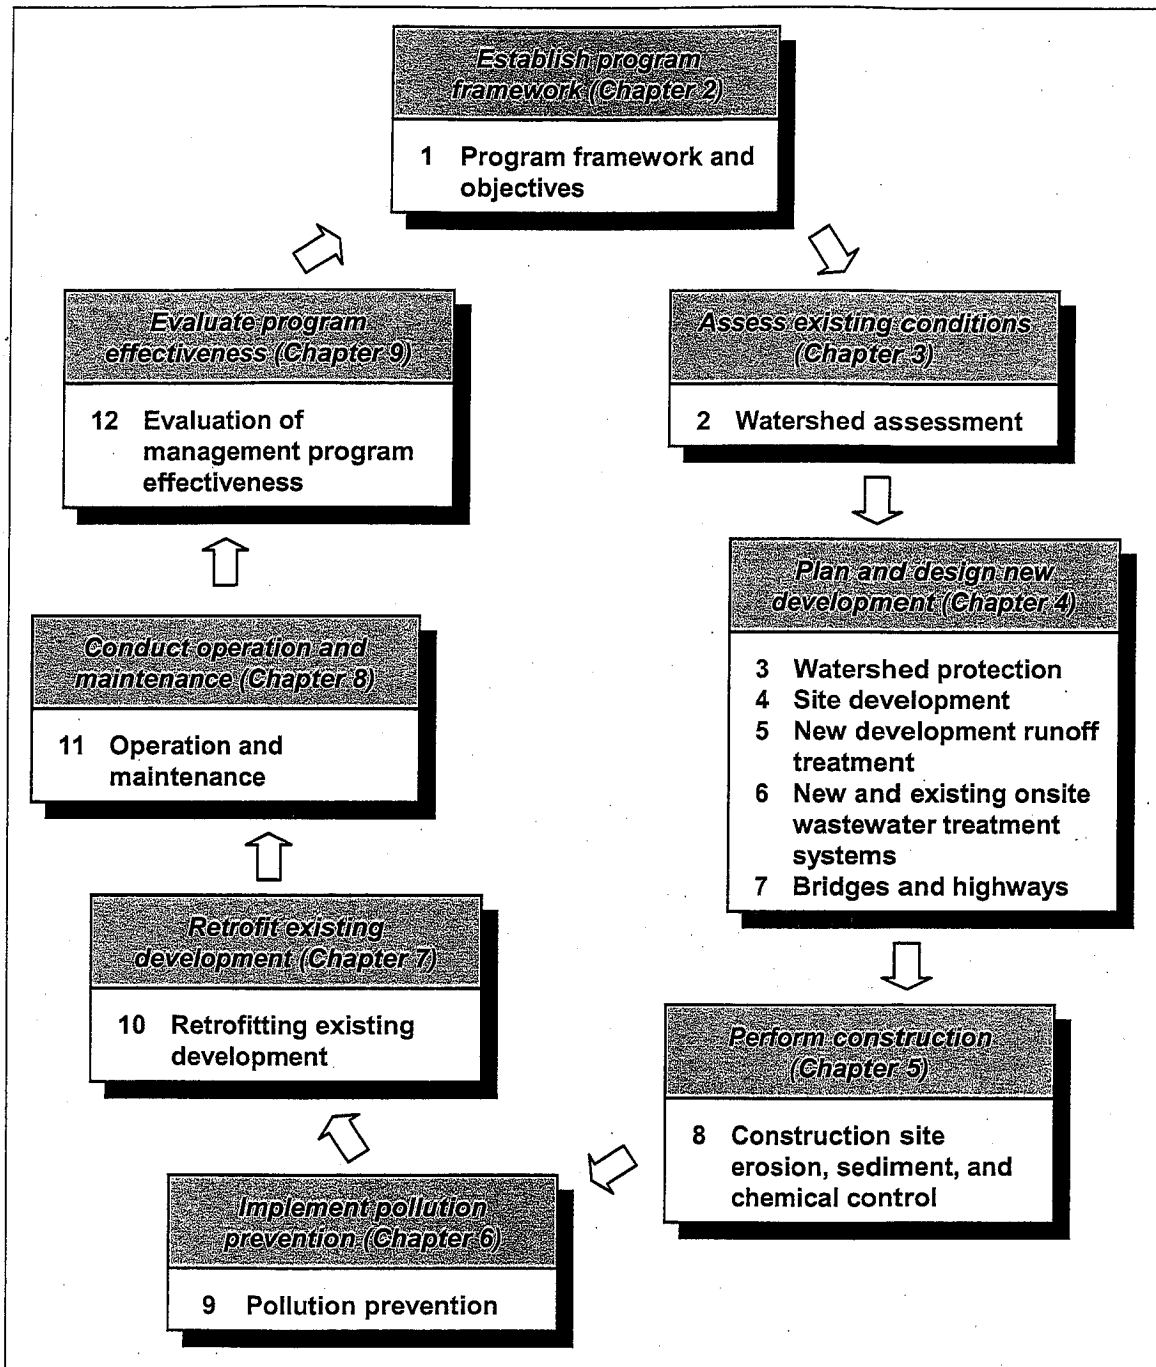 Establish program
framework (Chapter 2)
1 Program framework and
objectives
Assess existing conditions
(Chapter 3)
2 Watershed assessment
Plan and design new
development (Chapter 4)
3 Watershed protection
4 Site development
5 New development runoff
treatment
6 New and existing onsite
wastewater treatment
systems
7 Bridges and highways
Perform construction
(Chapter 5)
8 Construction site
erosion, sediment, and
chemical control
Implement pollution
prevention (Chapter 6)
9 Pollution prevention
Retrofit existing
development (Chapter 7)
10 Retrofitting existing
development
Conduct operation and
maintenance (Chapter 8)
11 Operation and
maintenance
Evaluate program
effectiveness (Chapter 9)
12 Evaluation of
management program
effectiveness